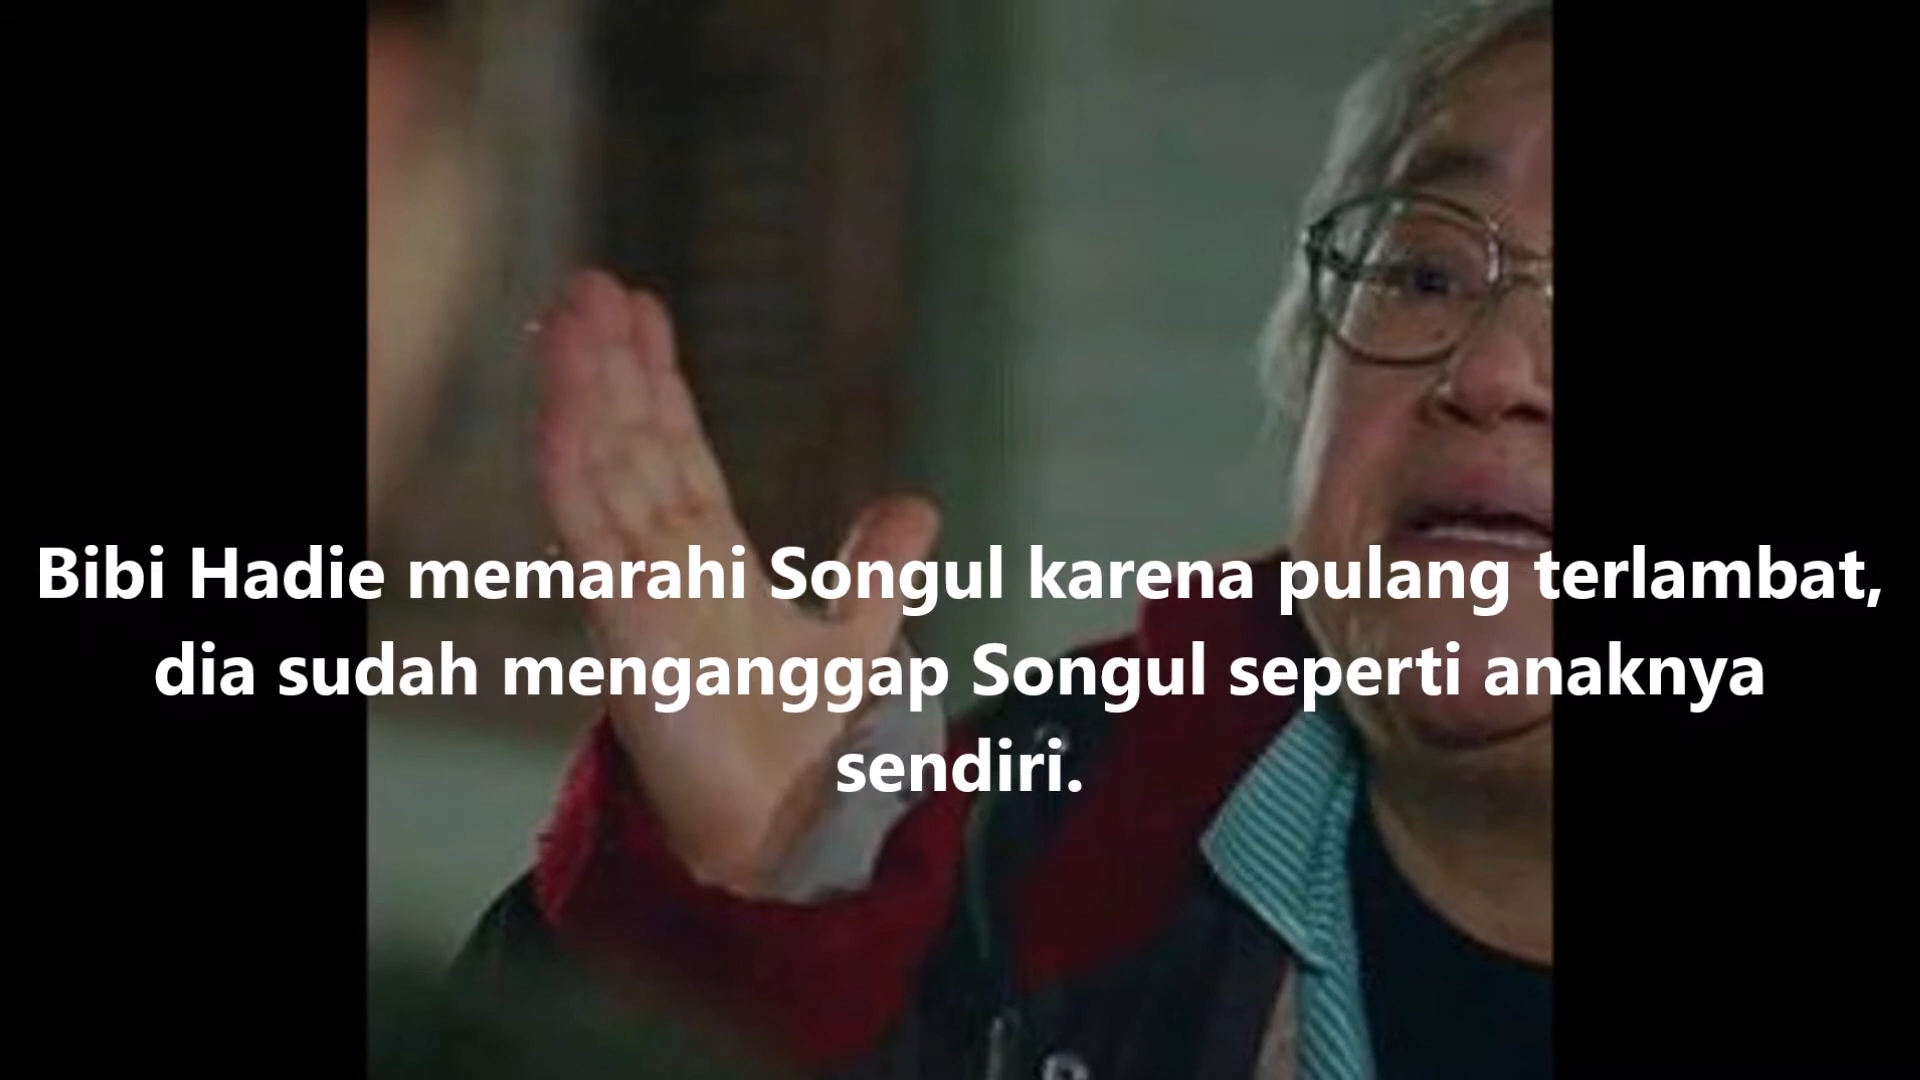 Bibi Hadie memarahi Songul karena pulang terlambat,
dia sudah menganggap Songul seperti anaknya
sendiri.